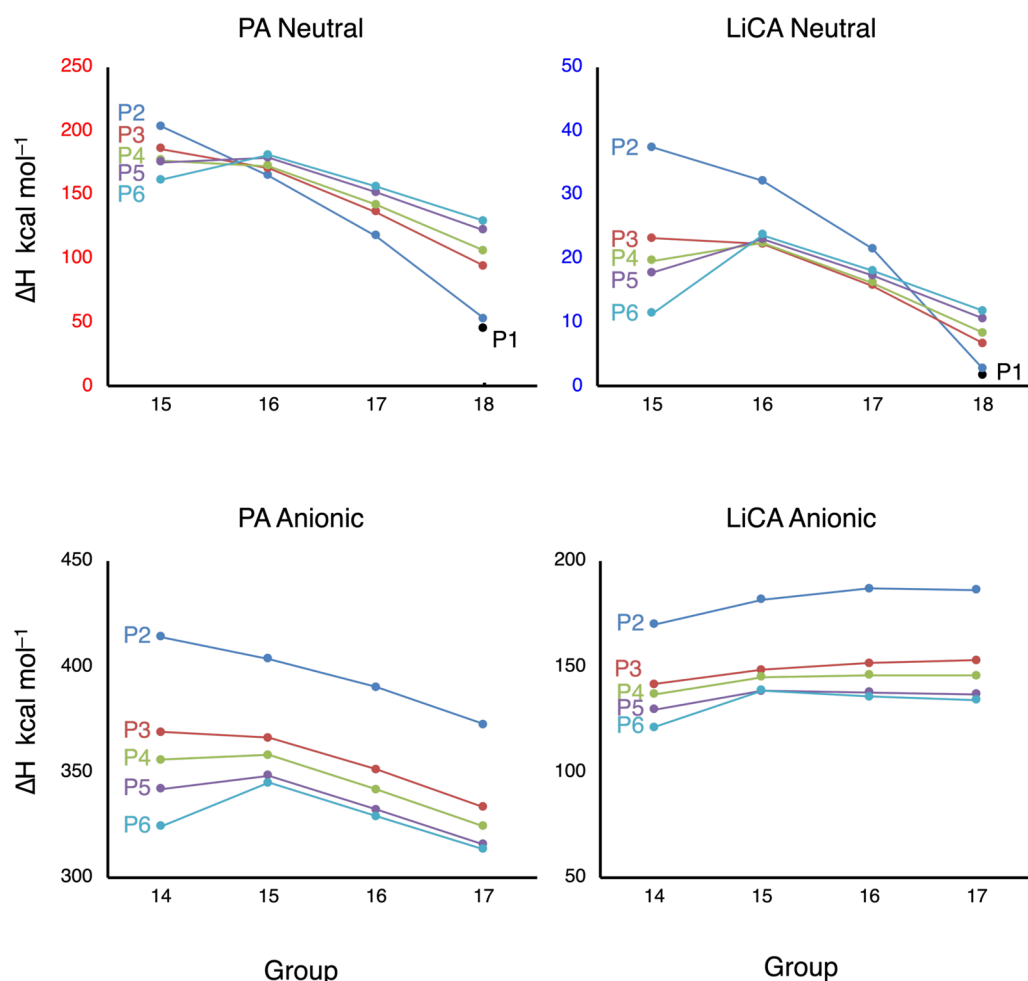 PA Neutral
LiCA Neutral
ΔH kcal mol⁻¹
250
200
150
100
50
0
P2
P3
P4
P5
P6
P1
15
16
17
18
50
40
30
20
10
0
P2
P3
P4
P5
P6
P1
15
16
17
18
PA Anionic
LiCA Anionic
ΔH kcal mol⁻¹
450
400
350
300
P2
P3
P4
P5
P6
14
15
16
17
200
150
100
50
P2
P3
P4
P5
P6
14
15
16
17
Group
Group